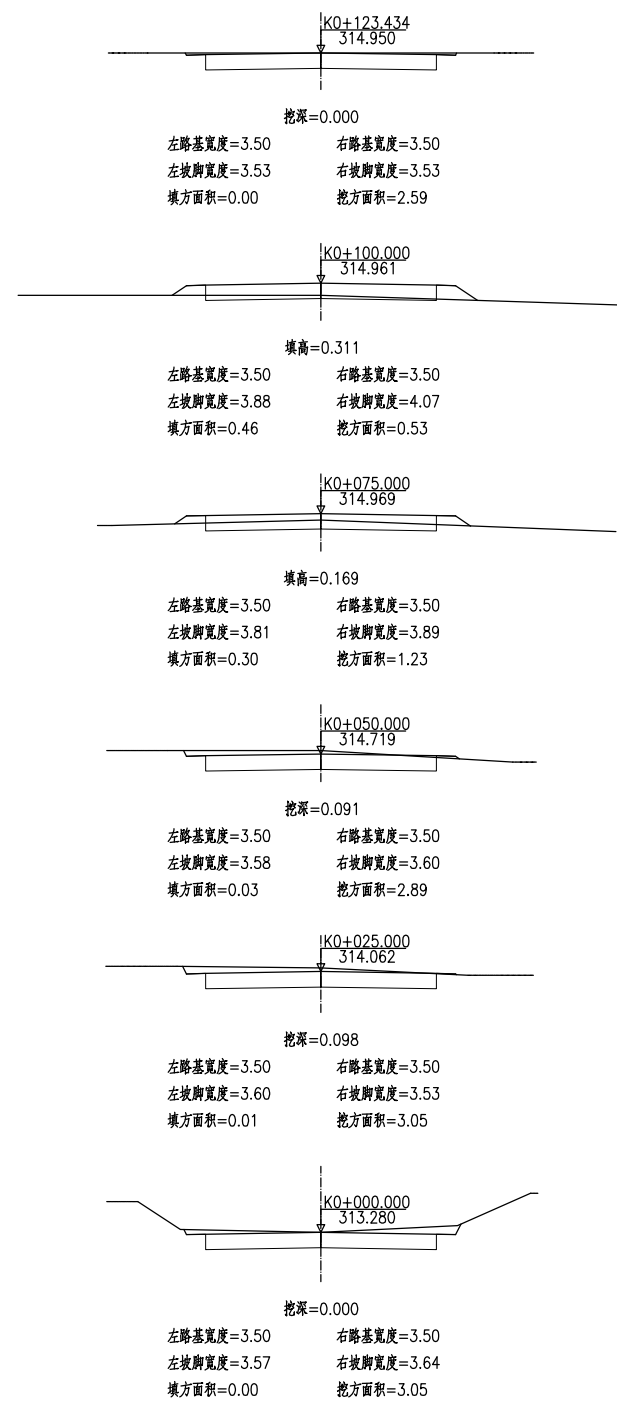 K0+123.434
314.950
挖深=0.000
左路基宽度=3.50 右路基宽度=3.50
左坡脚宽度=3.53 右坡脚宽度=3.53
填方面积=0.00 挖方面积=2.59
K0+100.000
314.961
填高=0.311
左路基宽度=3.50 右路基宽度=3.50
左坡脚宽度=3.88 右坡脚宽度=4.07
填方面积=0.46 挖方面积=0.53
K0+075.000
314.969
填高=0.169
左路基宽度=3.50 右路基宽度=3.50
左坡脚宽度=3.81 右坡脚宽度=3.89
填方面积=0.30 挖方面积=1.23
K0+050.000
314.719
挖深=0.091
左路基宽度=3.50 右路基宽度=3.50
左坡脚宽度=3.58 右坡脚宽度=3.60
填方面积=0.03 挖方面积=2.89
K0+025.000
314.062
挖深=0.098
左路基宽度=3.50 右路基宽度=3.50
左坡脚宽度=3.60 右坡脚宽度=3.53
填方面积=0.01 挖方面积=3.05
K0+000.000
313.280
挖深=0.000
左路基宽度=3.50 右路基宽度=3.50
左坡脚宽度=3.57 右坡脚宽度=3.64
填方面积=0.00 挖方面积=3.05